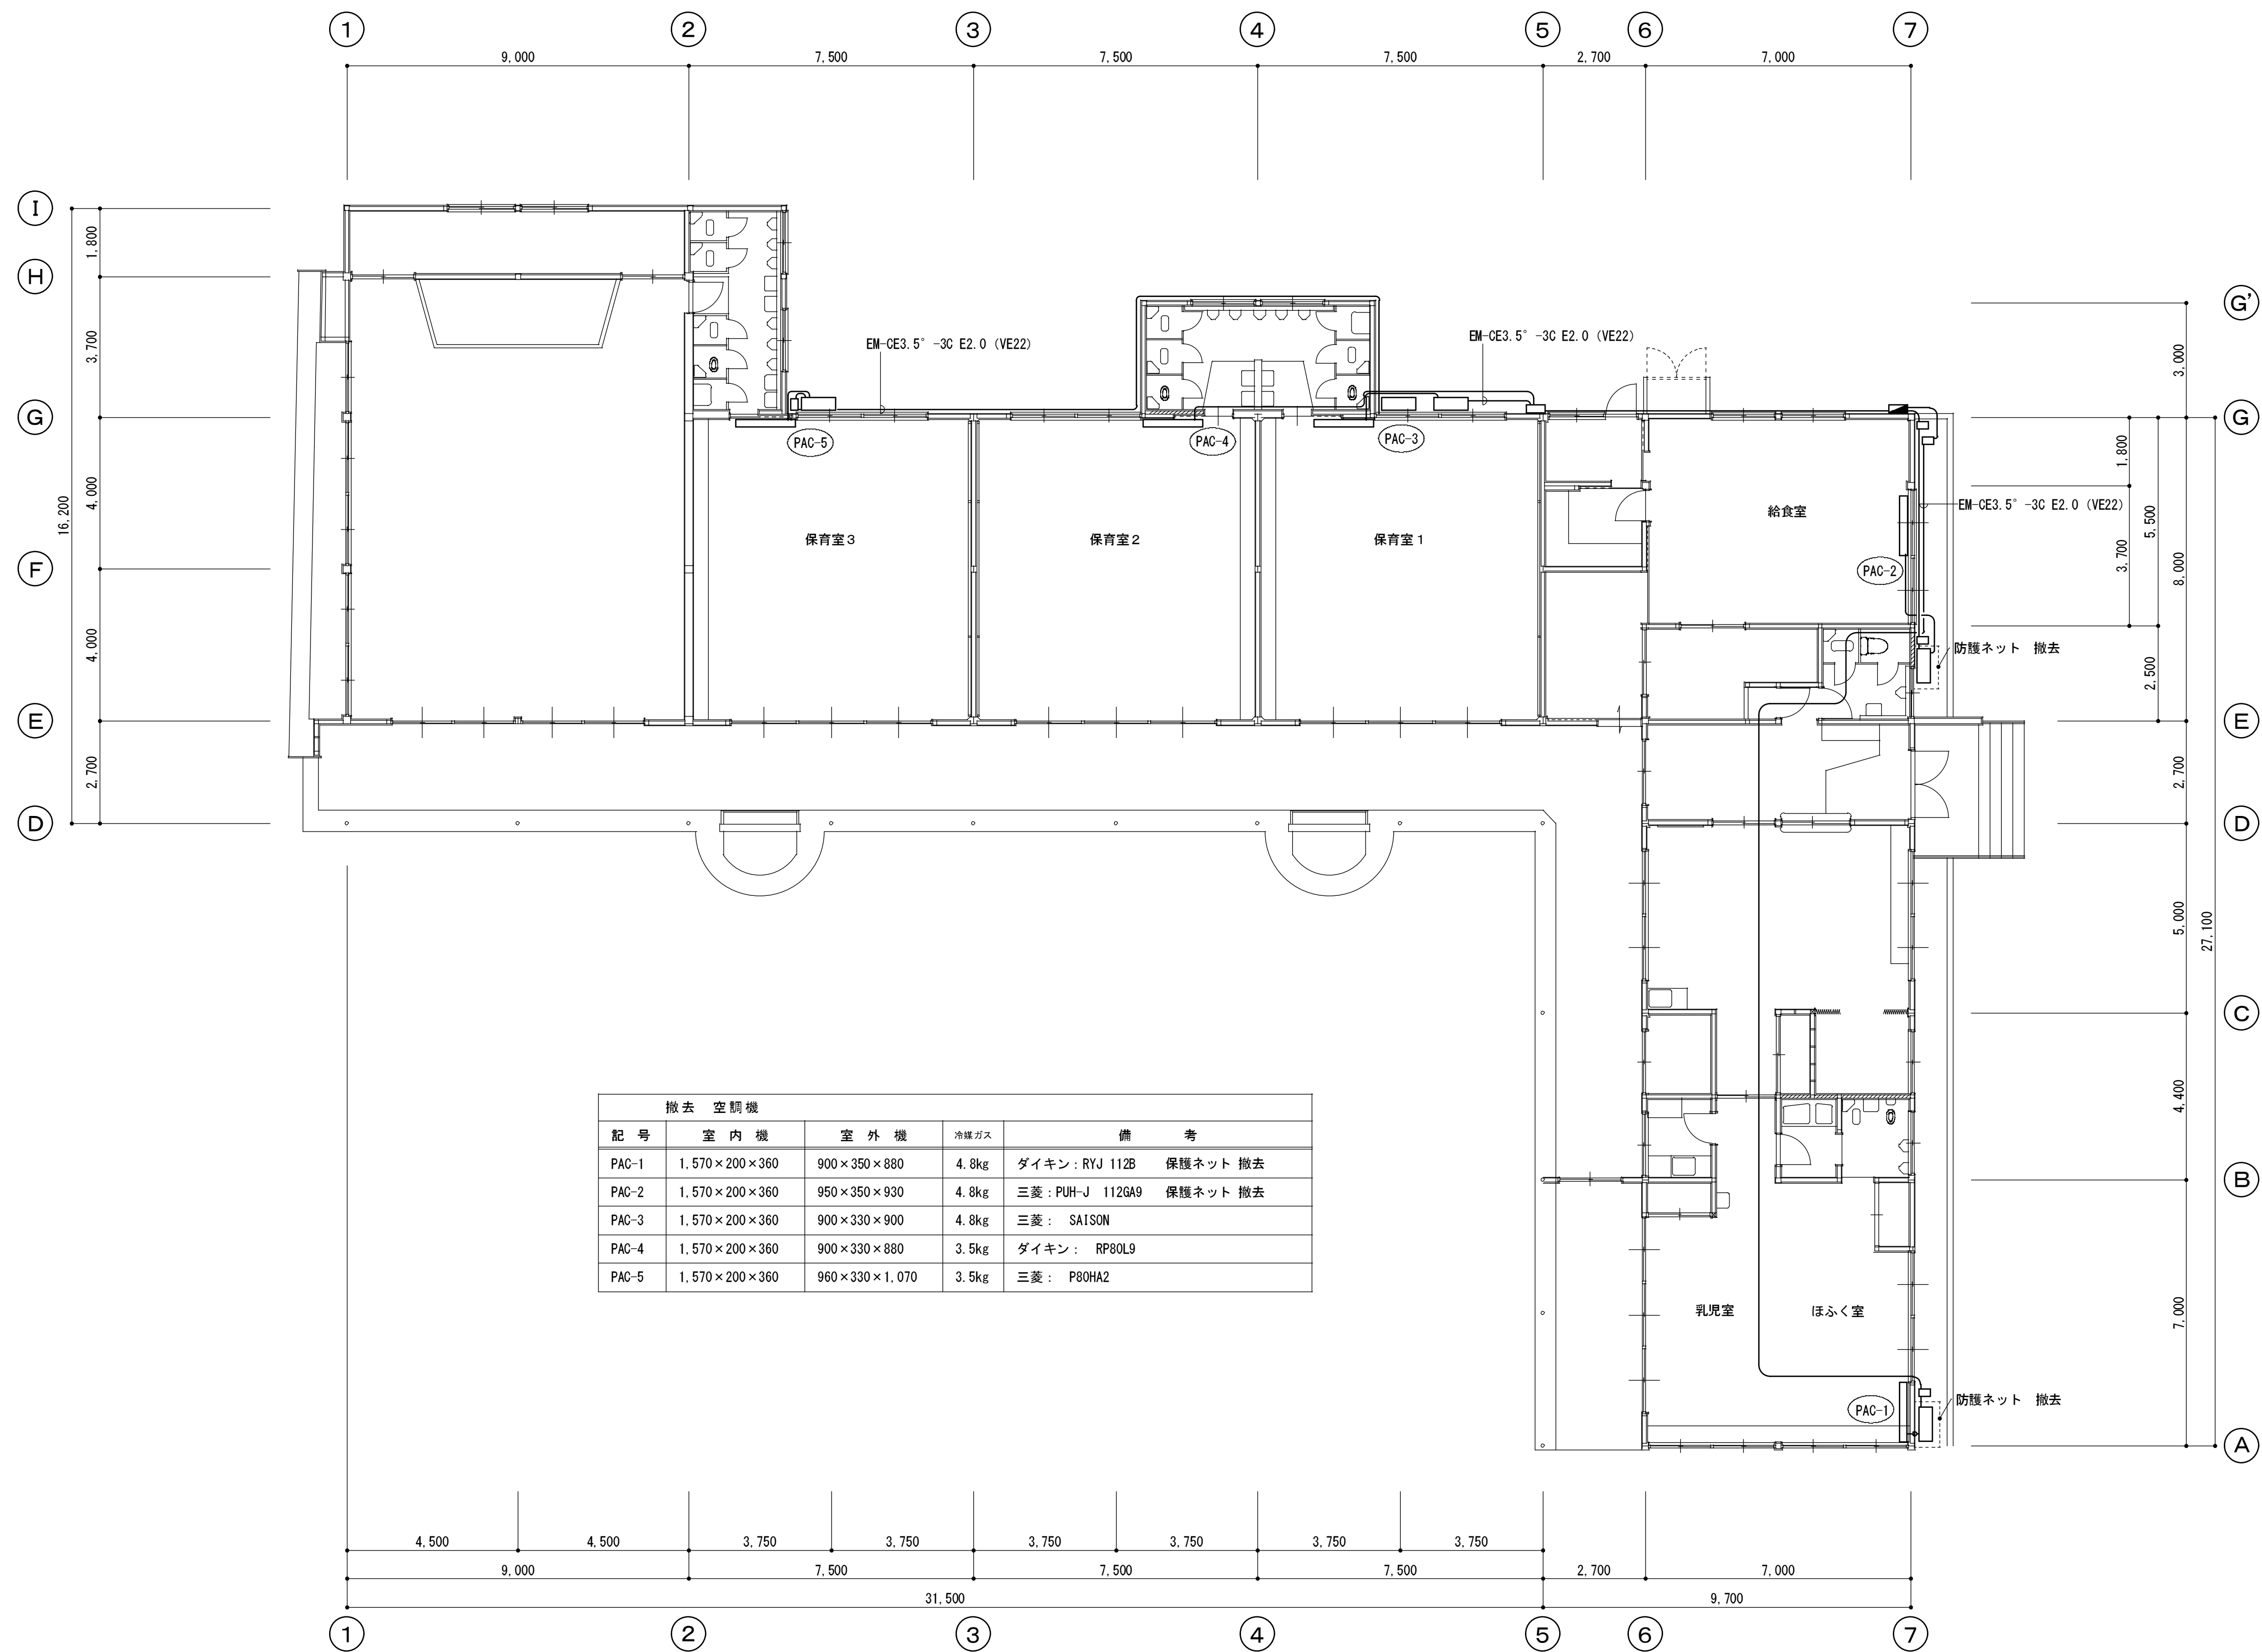 1 2 3 4 5 6 7
9,000 7,500 7,500 7,500 2,700 7,000
I
H
G
F
E
D
1,800
3,700
4,000
4,000
2,700
16,200
G'
G
E
D
C
B
A
3,000
1,800
3,700
5,500
2,500
8,000
2,700
5,000
4,400
7,000
27,100
EM-CE3.5°-3C E2.0 (VE22)
EM-CE3.5°-3C E2.0 (VE22)
EM-CE3.5°-3C E2.0 (VE22)
PAC-5
PAC-4
PAC-3
保育室3
保育室2
保育室1
給食室
PAC-2
防護ネット 撤去
撤去 空調機
記 号 室 内 機 室 外 機 冷媒ガス 備 考
PAC-1 1,570×200×360 900×350×880 4.8kg ダイキン:RYJ 112B 保護ネット 撤去
PAC-2 1,570×200×360 950×350×930 4.8kg 三菱:PUH-J 112GA9 保護ネット 撤去
PAC-3 1,570×200×360 900×330×900 4.8kg 三菱: SAISON
PAC-4 1,570×200×360 900×330×880 3.5kg ダイキン: RP80L9
PAC-5 1,570×200×360 960×330×1,070 3.5kg 三菱: P80HA2
乳児室
ほふく室
PAC-1
防護ネット 撤去
4,500 4,500 3,750 3,750 3,750 3,750 3,750 3,750
9,000 7,500 7,500 7,500 2,700 7,000
31,500 9,700
1 2 3 4 5 6 7